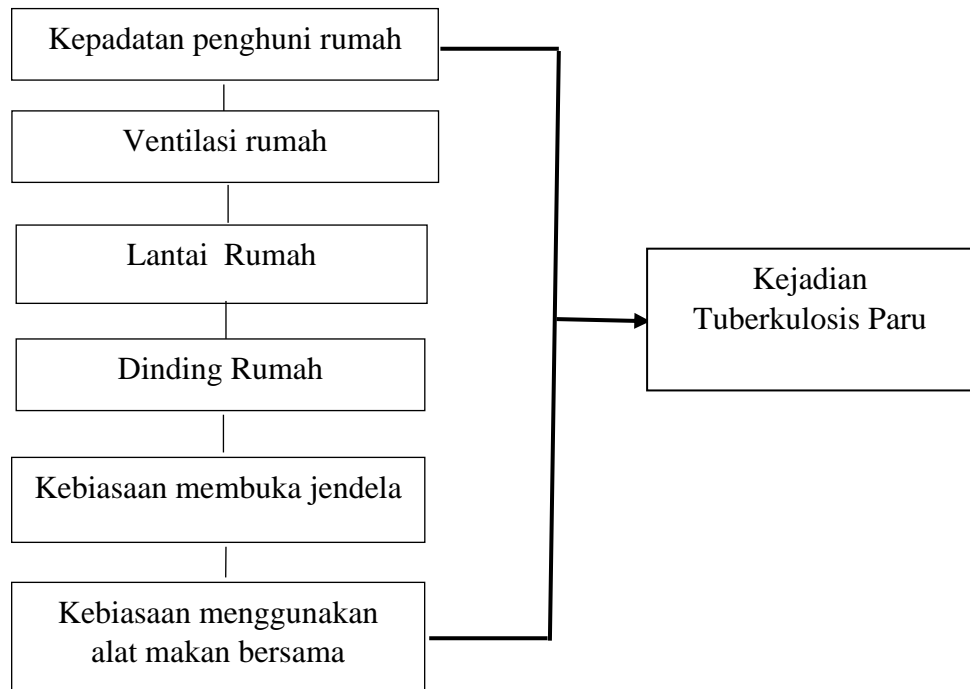 Kepadatan penghuni rumah
Ventilasi rumah
Lantai Rumah
Dinding Rumah
Kebiasaan membuka jendela
Kebiasaan menggunakan
alat makan bersama
Kejadian
Tuberkulosis Paru